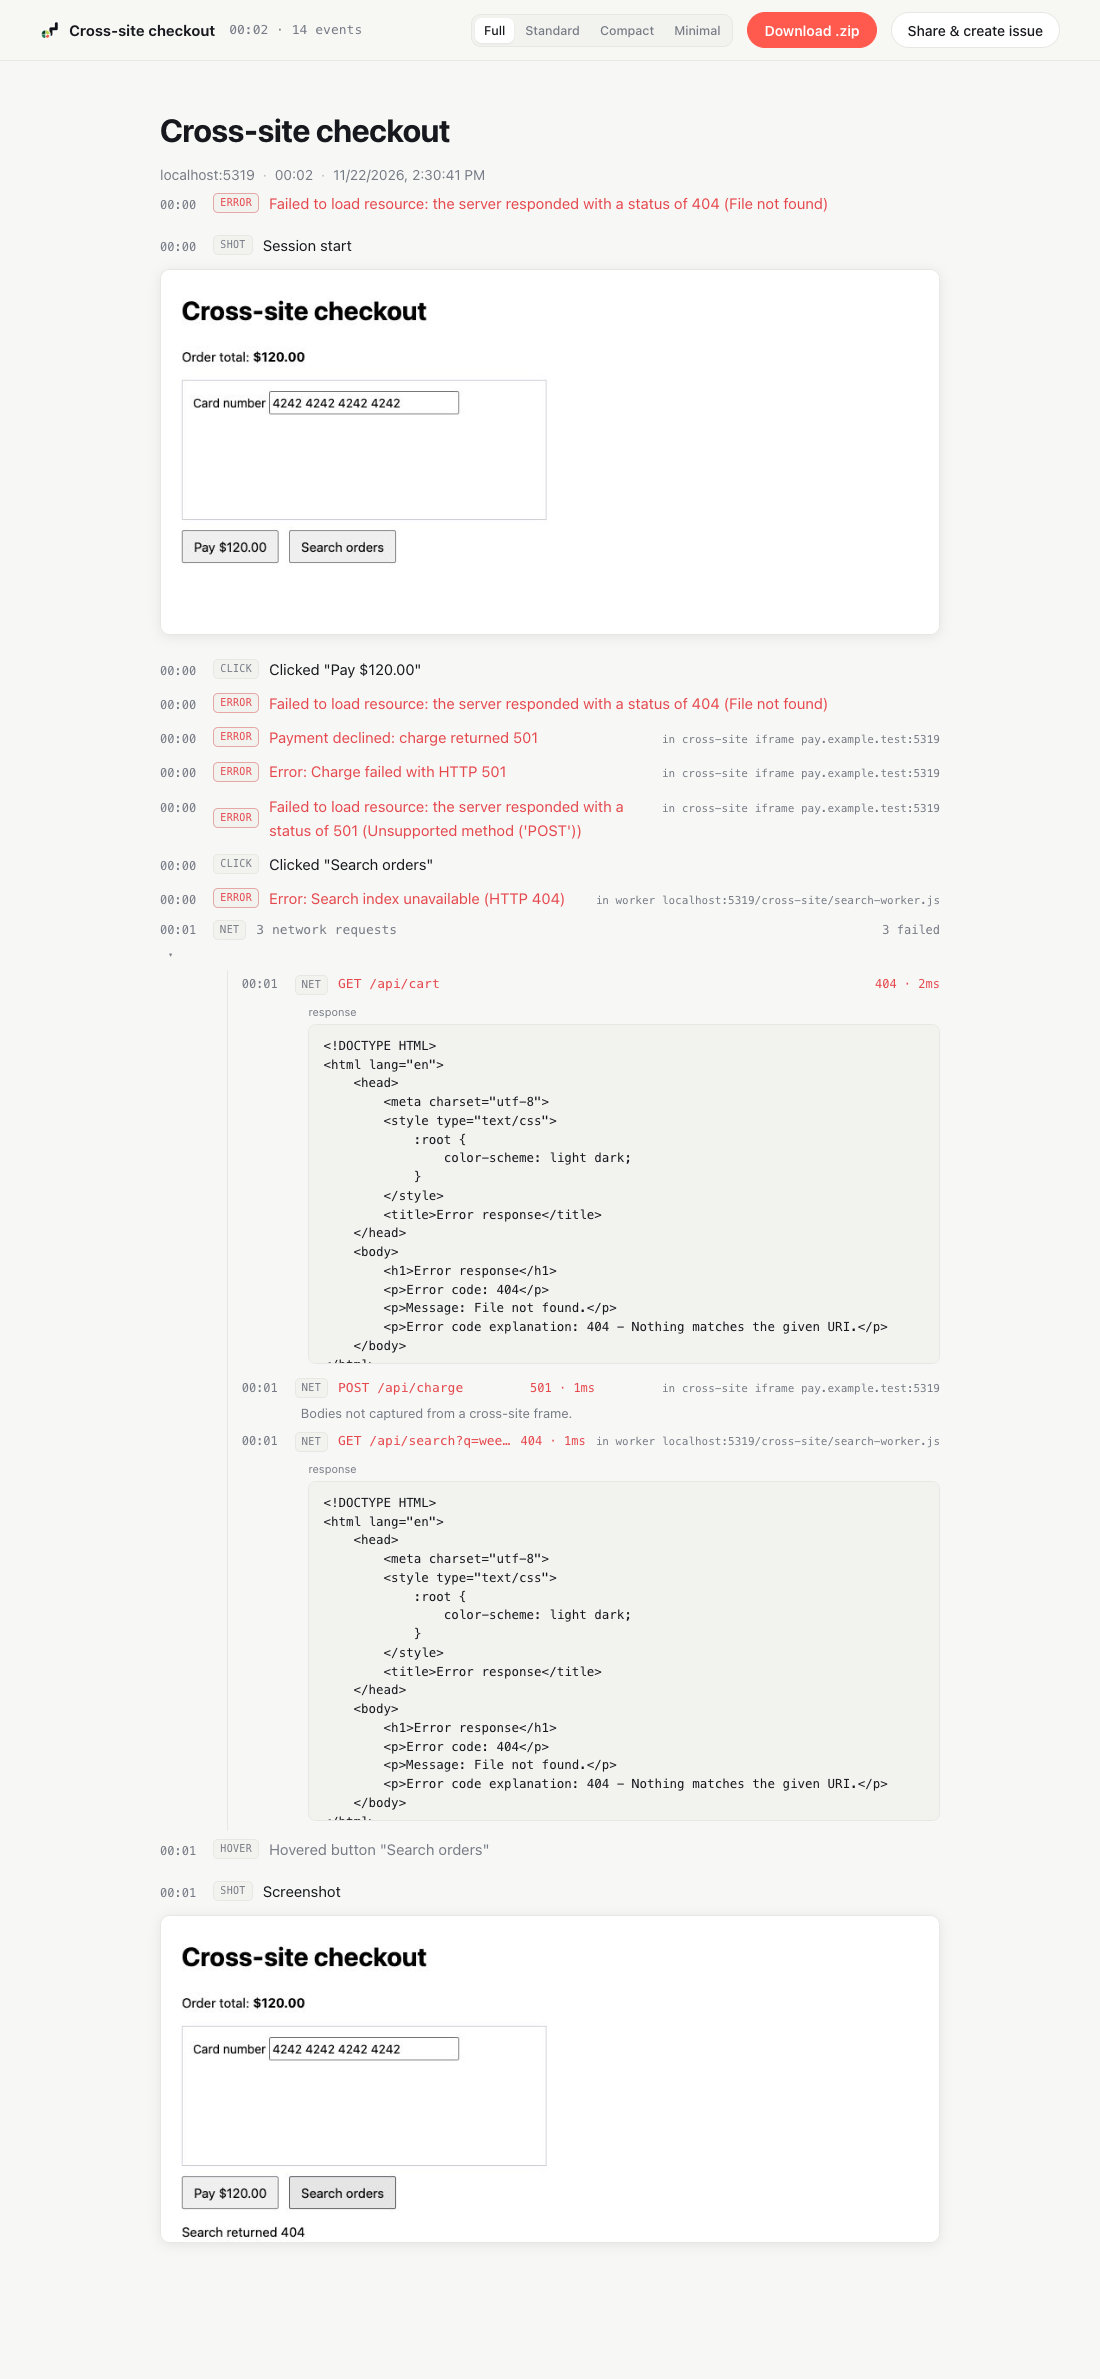 Cross-site checkout 00:02 · 14 events Full Standard Compact Minimal Download .zip Share & create issue
Cross-site checkout
localhost:5319 · 00:02 · 11/22/2026, 2:30:41 PM
00:00 ERROR Failed to load resource: the server responded with a status of 404 (File not found)
00:00 SHOT Session start
Cross-site checkout
Order total: $120.00
Card number 4242 4242 4242 4242
Pay $120.00 Search orders
00:00 CLICK Clicked "Pay $120.00"
00:00 ERROR Failed to load resource: the server responded with a status of 404 (File not found)
00:00 ERROR Payment declined: charge returned 501 in cross-site iframe pay.example.test:5319
00:00 ERROR Error: Charge failed with HTTP 501 in cross-site iframe pay.example.test:5319
00:00 ERROR Failed to load resource: the server responded with a in cross-site iframe pay.example.test:5319
status of 501 (Unsupported method ('POST'))
00:00 CLICK Clicked "Search orders"
00:00 ERROR Error: Search index unavailable (HTTP 404) in worker localhost:5319/cross-site/search-worker.js
00:01 NET 3 network requests 3 failed
00:01 NET GET /api/cart 404 · 2ms
response
<!DOCTYPE HTML>
<html lang="en">
    <head>
        <meta charset="utf-8">
        <style type="text/css">
            :root {
                color-scheme: light dark;
            }
        </style>
        <title>Error response</title>
    </head>
    <body>
        <h1>Error response</h1>
        <p>Error code: 404</p>
        <p>Message: File not found.</p>
        <p>Error code explanation: 404 - Nothing matches the given URI.</p>
    </body>
</html>
00:01 NET POST /api/charge 501 · 1ms in cross-site iframe pay.example.test:5319
Bodies not captured from a cross-site frame.
00:01 NET GET /api/search?q=wee… 404 · 1ms in worker localhost:5319/cross-site/search-worker.js
response
<!DOCTYPE HTML>
<html lang="en">
    <head>
        <meta charset="utf-8">
        <style type="text/css">
            :root {
                color-scheme: light dark;
            }
        </style>
        <title>Error response</title>
    </head>
    <body>
        <h1>Error response</h1>
        <p>Error code: 404</p>
        <p>Message: File not found.</p>
        <p>Error code explanation: 404 - Nothing matches the given URI.</p>
    </body>
</html>
00:01 HOVER Hovered button "Search orders"
00:01 SHOT Screenshot
Cross-site checkout
Order total: $120.00
Card number 4242 4242 4242 4242
Pay $120.00 Search orders
Search returned 404